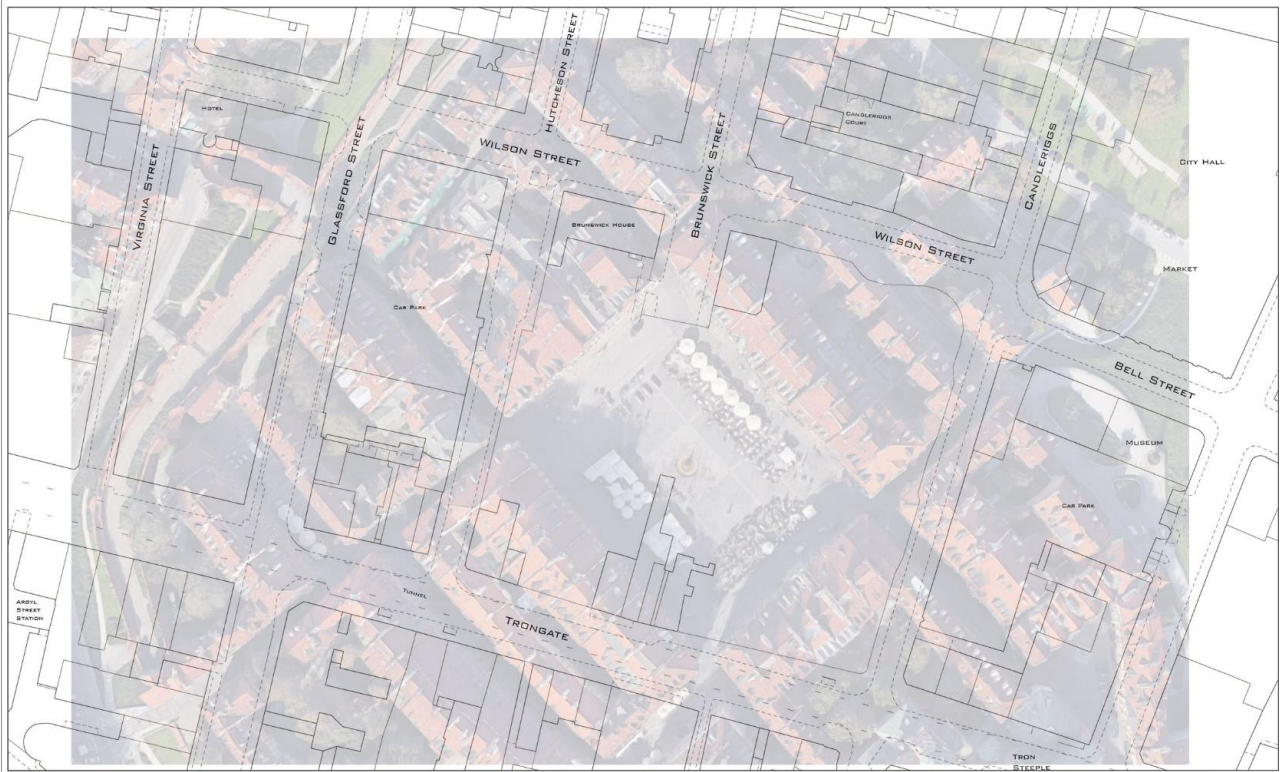 HUTCHESON STREET
HOTEL
CANDLERIGGS
COURT
WILSON STREET
BRUNSWICK STREET
CANDLERIGGS
CITY HALL
VIRGINIA STREET
GLASSFORD STREET
BRUNSWICK HOUSE
WILSON STREET
MARKET
CAR PARK
BELL STREET
MUSEUM
CAR PARK
TUNNEL
ARGYL
STREET
STATION
TRONGATE
TRON
STEEPLE